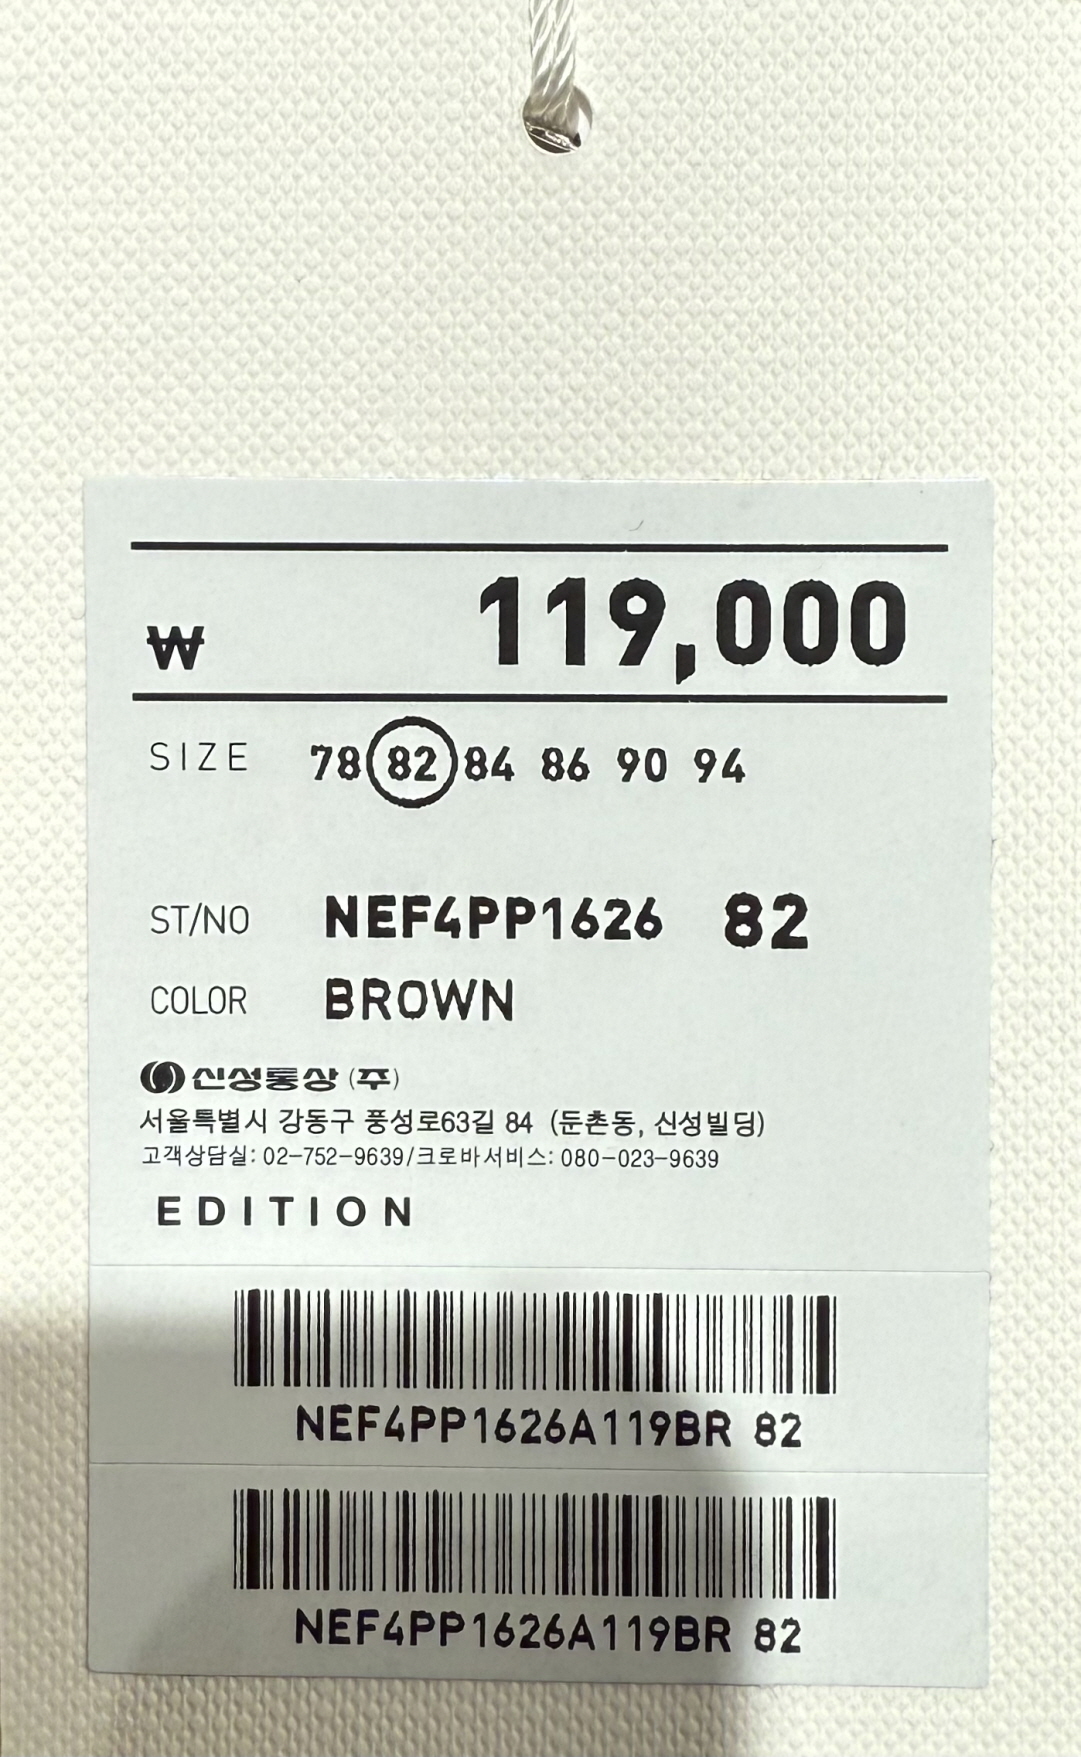 ₩ 119,000
SIZE 78 82 84 86 90 94
ST/NO NEF4PP1626 82
COLOR BROWN
신성통상 (주)
서울특별시 강동구 풍성로63길 84 (둔촌동, 신성빌딩)
고객상담실: 02-752-9639/크로바서비스: 080-023-9639
EDITION
NEF4PP1626A119BR 82
NEF4PP1626A119BR 82